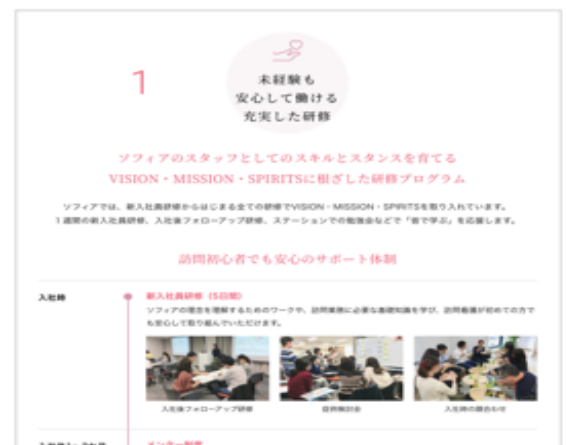 1
未経験も
安心して働ける
充実した研修
ソフィアのスタッフとしてのスキルとスタンスを育てる
VISION・MISSION・SPIRITSに根ざした研修プログラム
ソフィアでは、新入社員研修からはじまる全ての研修でVISION・MISSION・SPIRITSを取り入れています。
1週間の新入社員研修、入社後フォローアップ研修、ステーションでの勉強会などで「皆で学ぶ」を応援します。
訪問初心者でも安心のサポート体制
入社時
新入社員研修（5日間）
ソフィアの理念を理解するためのワークや、訪問業務に必要な基礎知識を学び、訪問看護が初めての方で
も安心して取り組んでいただけます。
入社後フォローアップ研修
症例検討会
入社時の顔合わせ
メンター制度